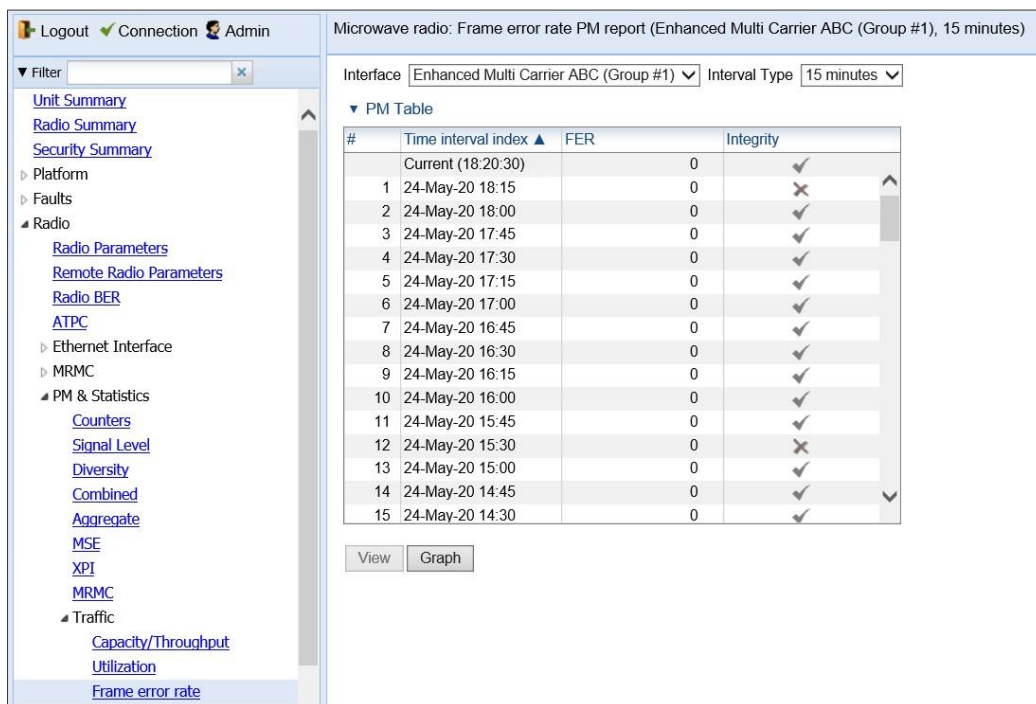 Logout Connection Admin
Filter
Unit Summary
Radio Summary
Security Summary
Platform
Faults
Radio
Radio Parameters
Remote Radio Parameters
Radio BER
ATPC
Ethernet Interface
MRMC
PM & Statistics
Counters
Signal Level
Diversity
Combined
Aggregate
MSE
XPI
MRMC
Traffic
Capacity/Throughput
Utilization
Frame error rate
Microwave radio: Frame error rate PM report (Enhanced Multi Carrier ABC (Group #1), 15 minutes)
Interface Enhanced Multi Carrier ABC (Group #1) Interval Type 15 minutes
PM Table
# Time interval index ▲ FER Integrity
Current (18:20:30) 0
1 24-May-20 18:15 0
2 24-May-20 18:00 0
3 24-May-20 17:45 0
4 24-May-20 17:30 0
5 24-May-20 17:15 0
6 24-May-20 17:00 0
7 24-May-20 16:45 0
8 24-May-20 16:30 0
9 24-May-20 16:15 0
10 24-May-20 16:00 0
11 24-May-20 15:45 0
12 24-May-20 15:30 0
13 24-May-20 15:00 0
14 24-May-20 14:45 0
15 24-May-20 14:30 0
View Graph